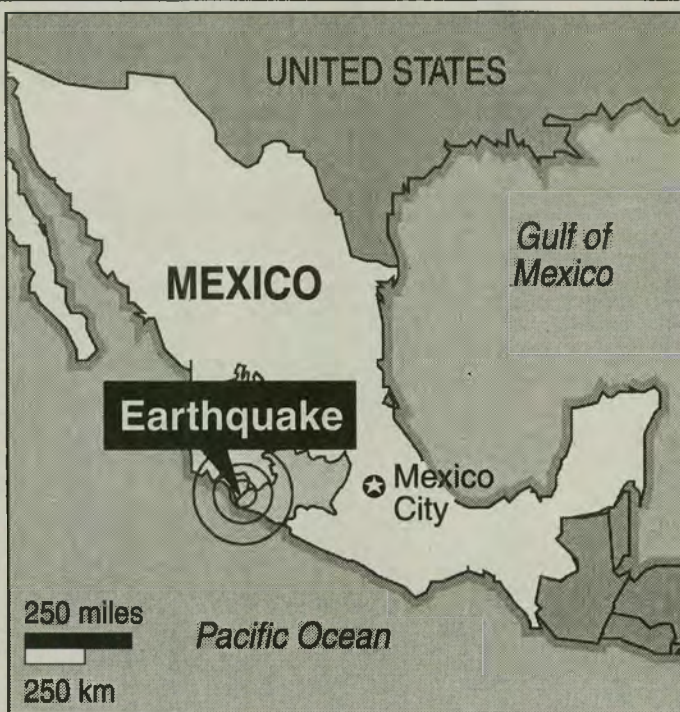 UNITED STATES
Gulf of
Mexico
MEXICO
Earthquake
Mexico
City
250 miles
Pacific Ocean
250 km